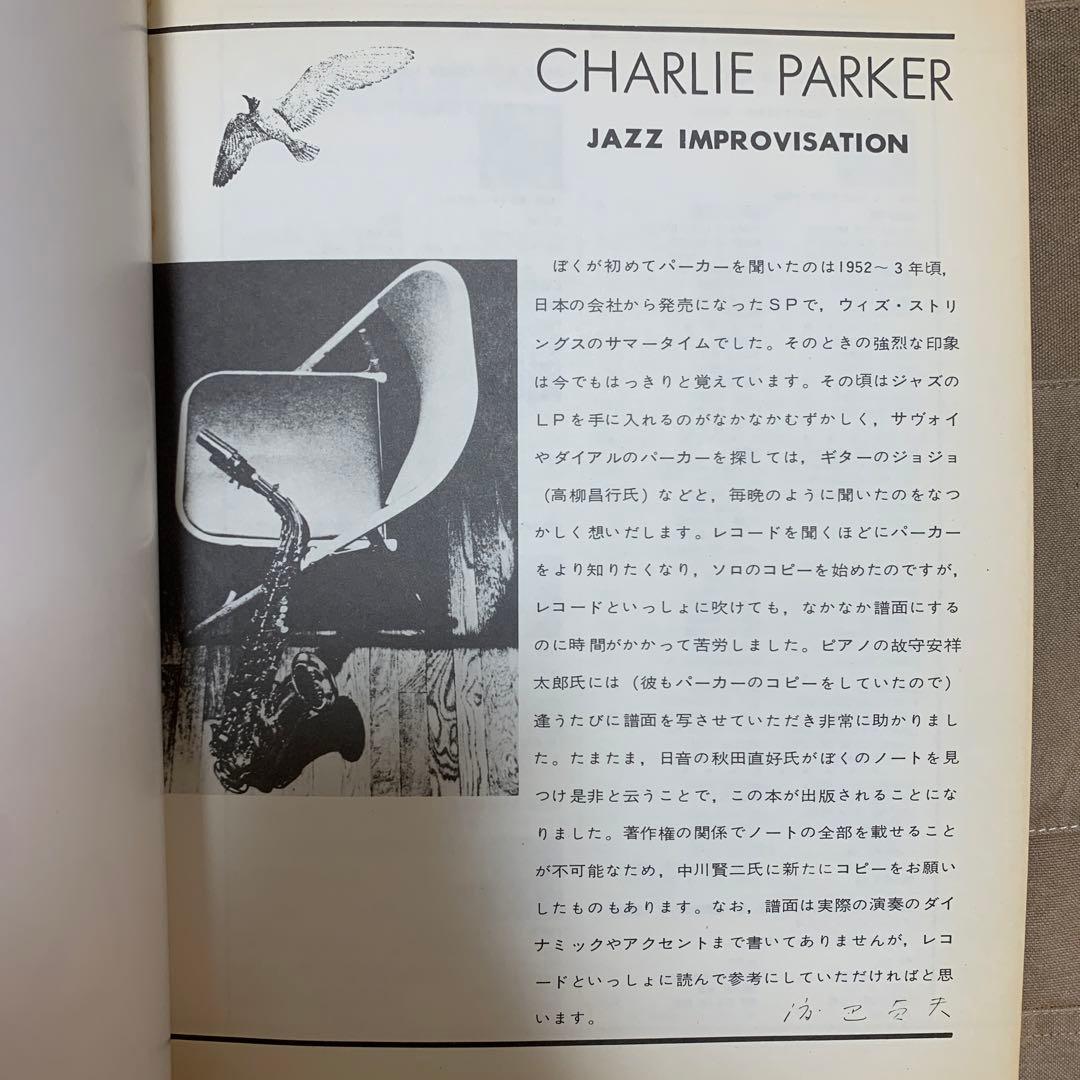 CHARLIE PARKER
JAZZ IMPROVISATION
ぼくが初めてパーカーを聞いたのは1952〜3年頃，
日本の会社から発売になったSPで，ウィズ・ストリ
ングスのサマータイムでした。そのときの強烈な印象
は今でもはっきりと覚えています。その頃はジャズの
LPを手に入れるのがなかなかむずかしく，サヴォイ
やダイアルのパーカーを探しては，ギターのジョジョ
（高柳昌行氏）などと，毎晩のように聞いたのをなつ
かしく想いだします。レコードを聞くほどにパーカー
をより知りたくなり，ソロのコピーを始めたのですが，
レコードといっしょに吹けても，なかなか譜面にする
のに時間がかかって苦労しました。ピアノの故守安祥
太郎氏には（彼もパーカーのコピーをしていたので）
逢うたびに譜面を写させていただき非常に助かりまし
た。たまたま，日音の秋田直好氏がぼくのノートを見
つけ是非と云うことで，この本が出版されることにな
りました。著作権の関係でノートの全部を載せること
が不可能なため，中川賢二氏に新たにコピーをお願い
したものもあります。なお，譜面は実際の演奏のダイ
ナミックやアクセントまで書いてありませんが，レコ
ードといっしょに読んで参考にしていただければと思
います。
渡辺貞夫